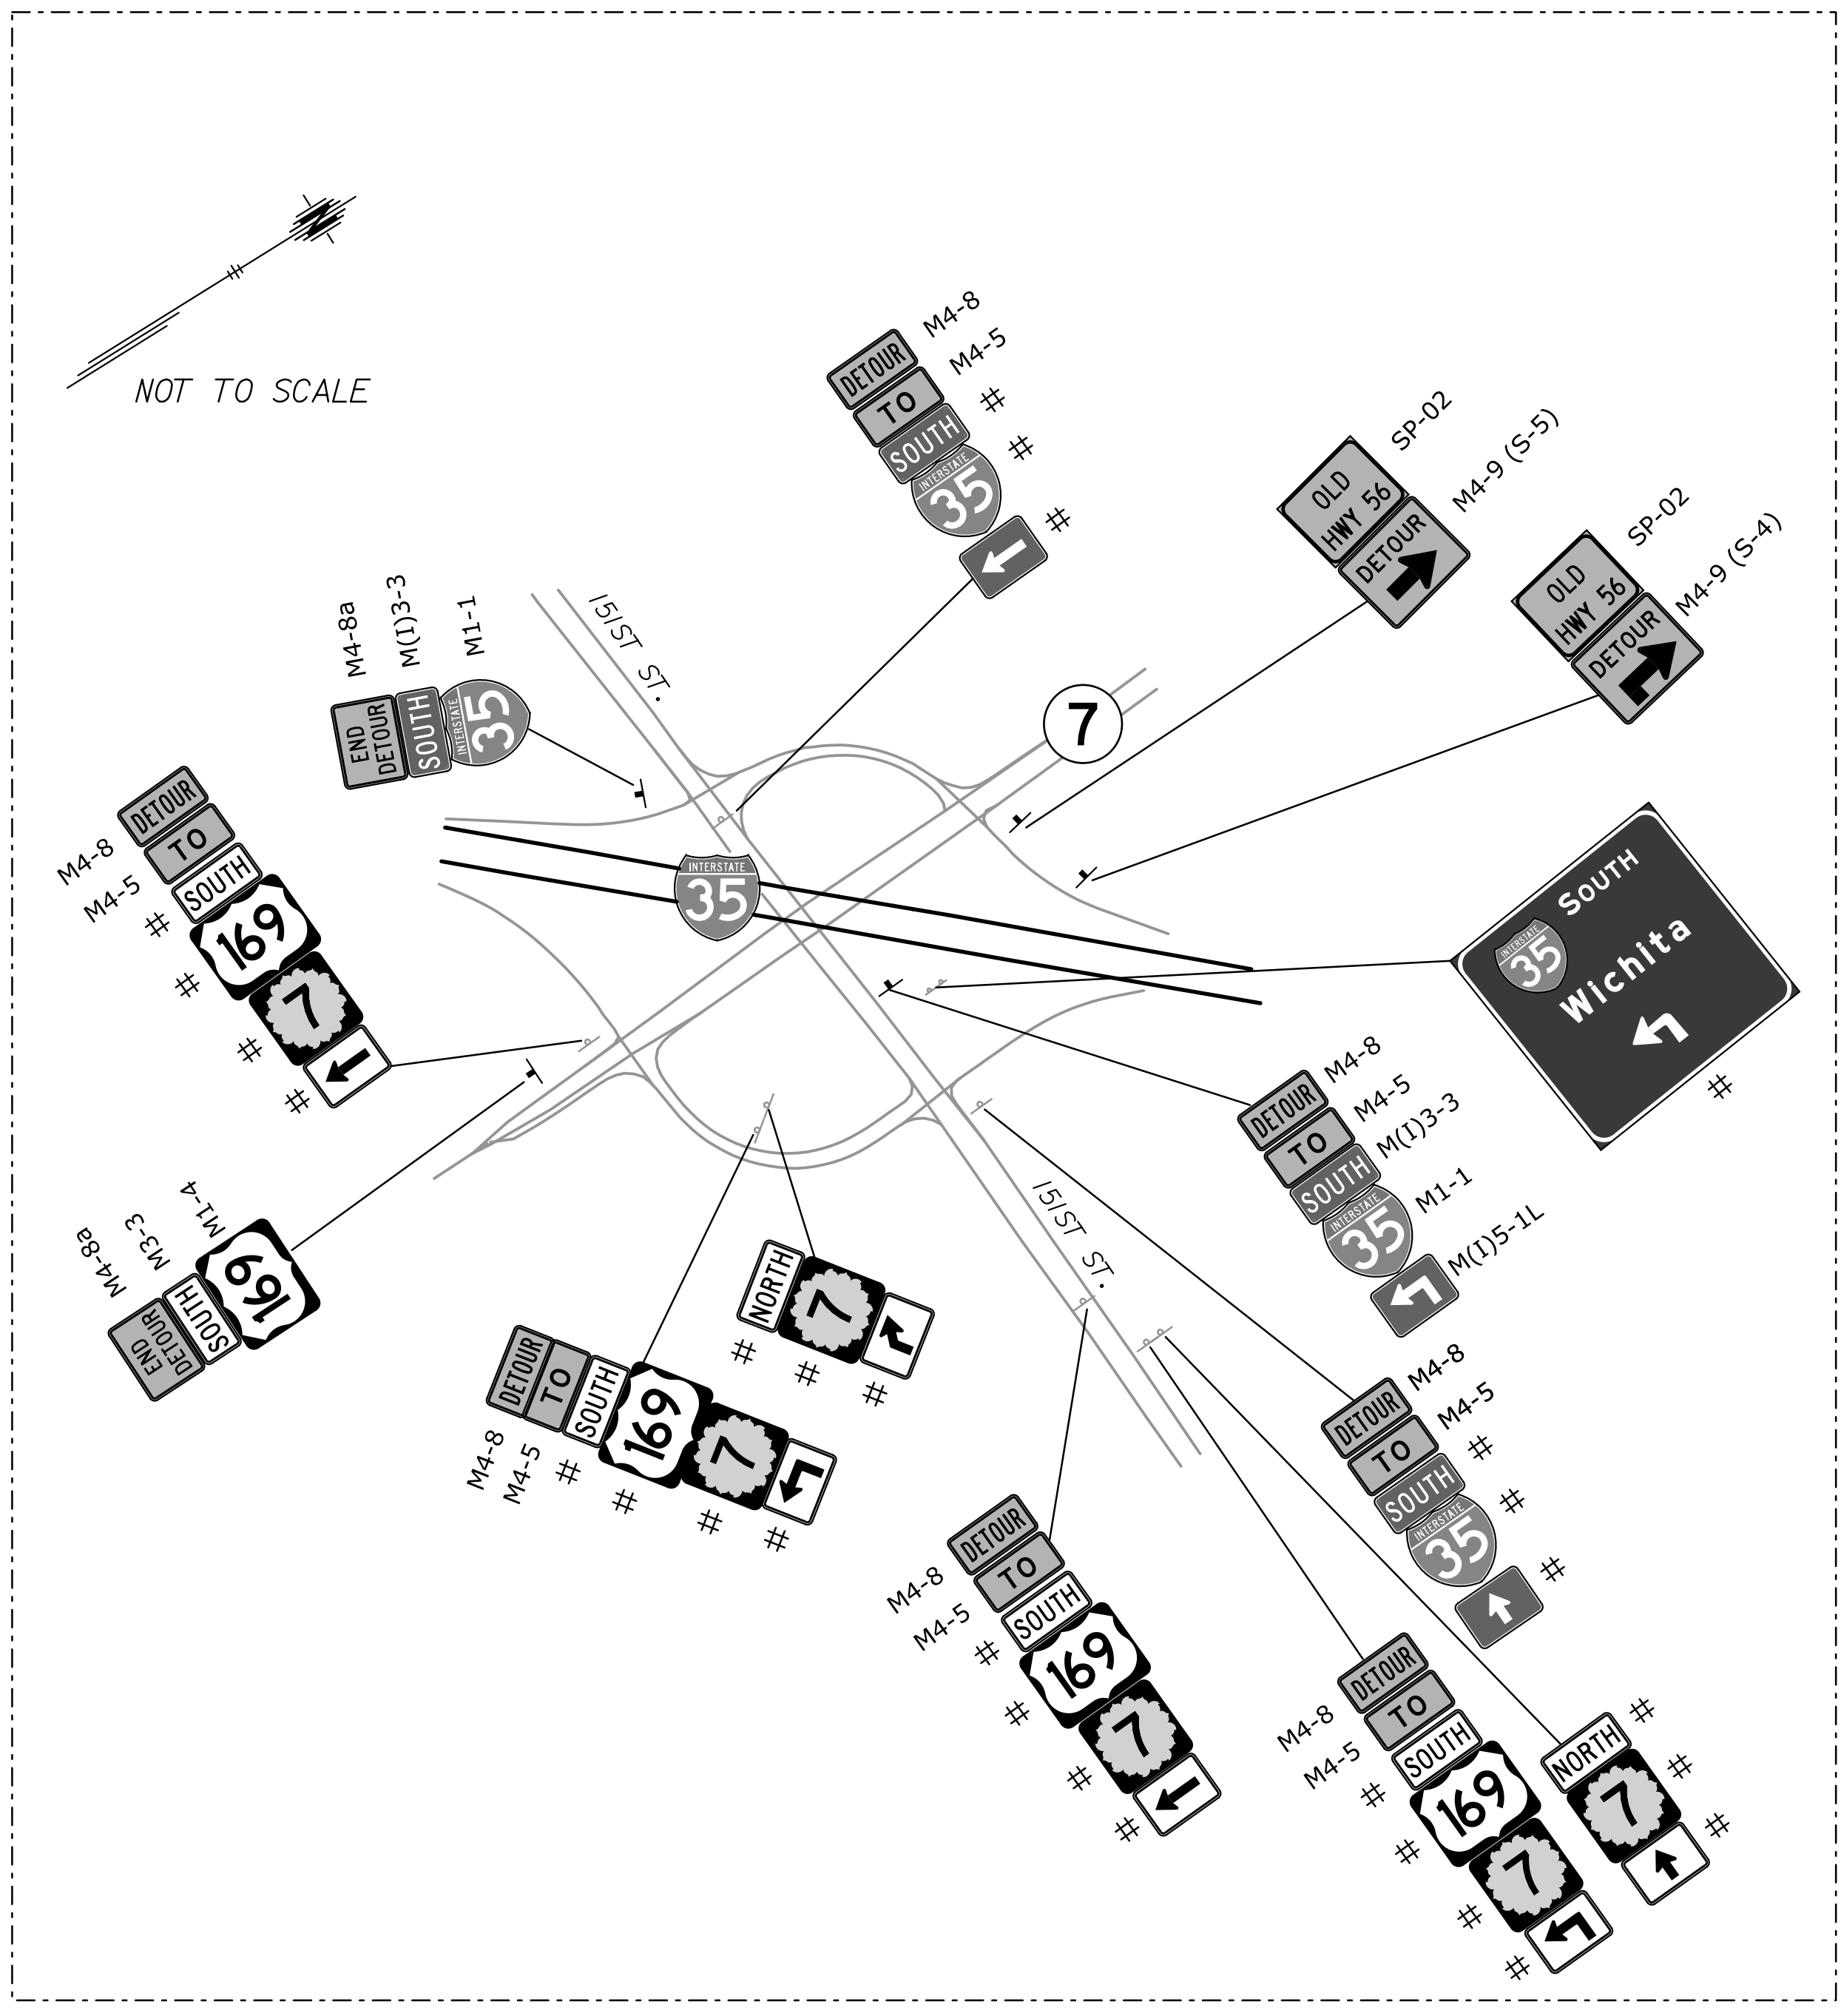 N
NOT TO SCALE
DETOUR M4-8
TO M4-5
SOUTH #
INTERSTATE
35 #
#
OLD
HWY 56
SP-02
DETOUR
M4-9 (S-5)
OLD
HWY 56
SP-02
DETOUR
M4-9 (S-4)
M4-8a
M(I)3-3
M1-1
END
DETOUR
SOUTH
INTERSTATE
35
151ST ST.
7
INTERSTATE
35
DETOUR
TO
SOUTH
169
7
M4-8
M4-5
#
#
#
#
SOUTH
INTERSTATE
35
Wichita
#
DETOUR M4-8
TO M4-5
SOUTH M(I)3-3
INTERSTATE
35 M1-1
M(I)5-1L
M4-8a
M3-3
M1-4
END
DETOUR
SOUTH
169
151ST ST.
NORTH
7
#
#
#
DETOUR
TO
SOUTH
169
7
M4-8
M4-5
#
#
#
#
DETOUR M4-8
TO M4-5
SOUTH #
INTERSTATE
35 #
#
DETOUR
TO
SOUTH
169
7
M4-8
M4-5
#
#
#
#
DETOUR
TO
SOUTH
169
7
M4-8
M4-5
#
#
#
#
NORTH #
7 #
#